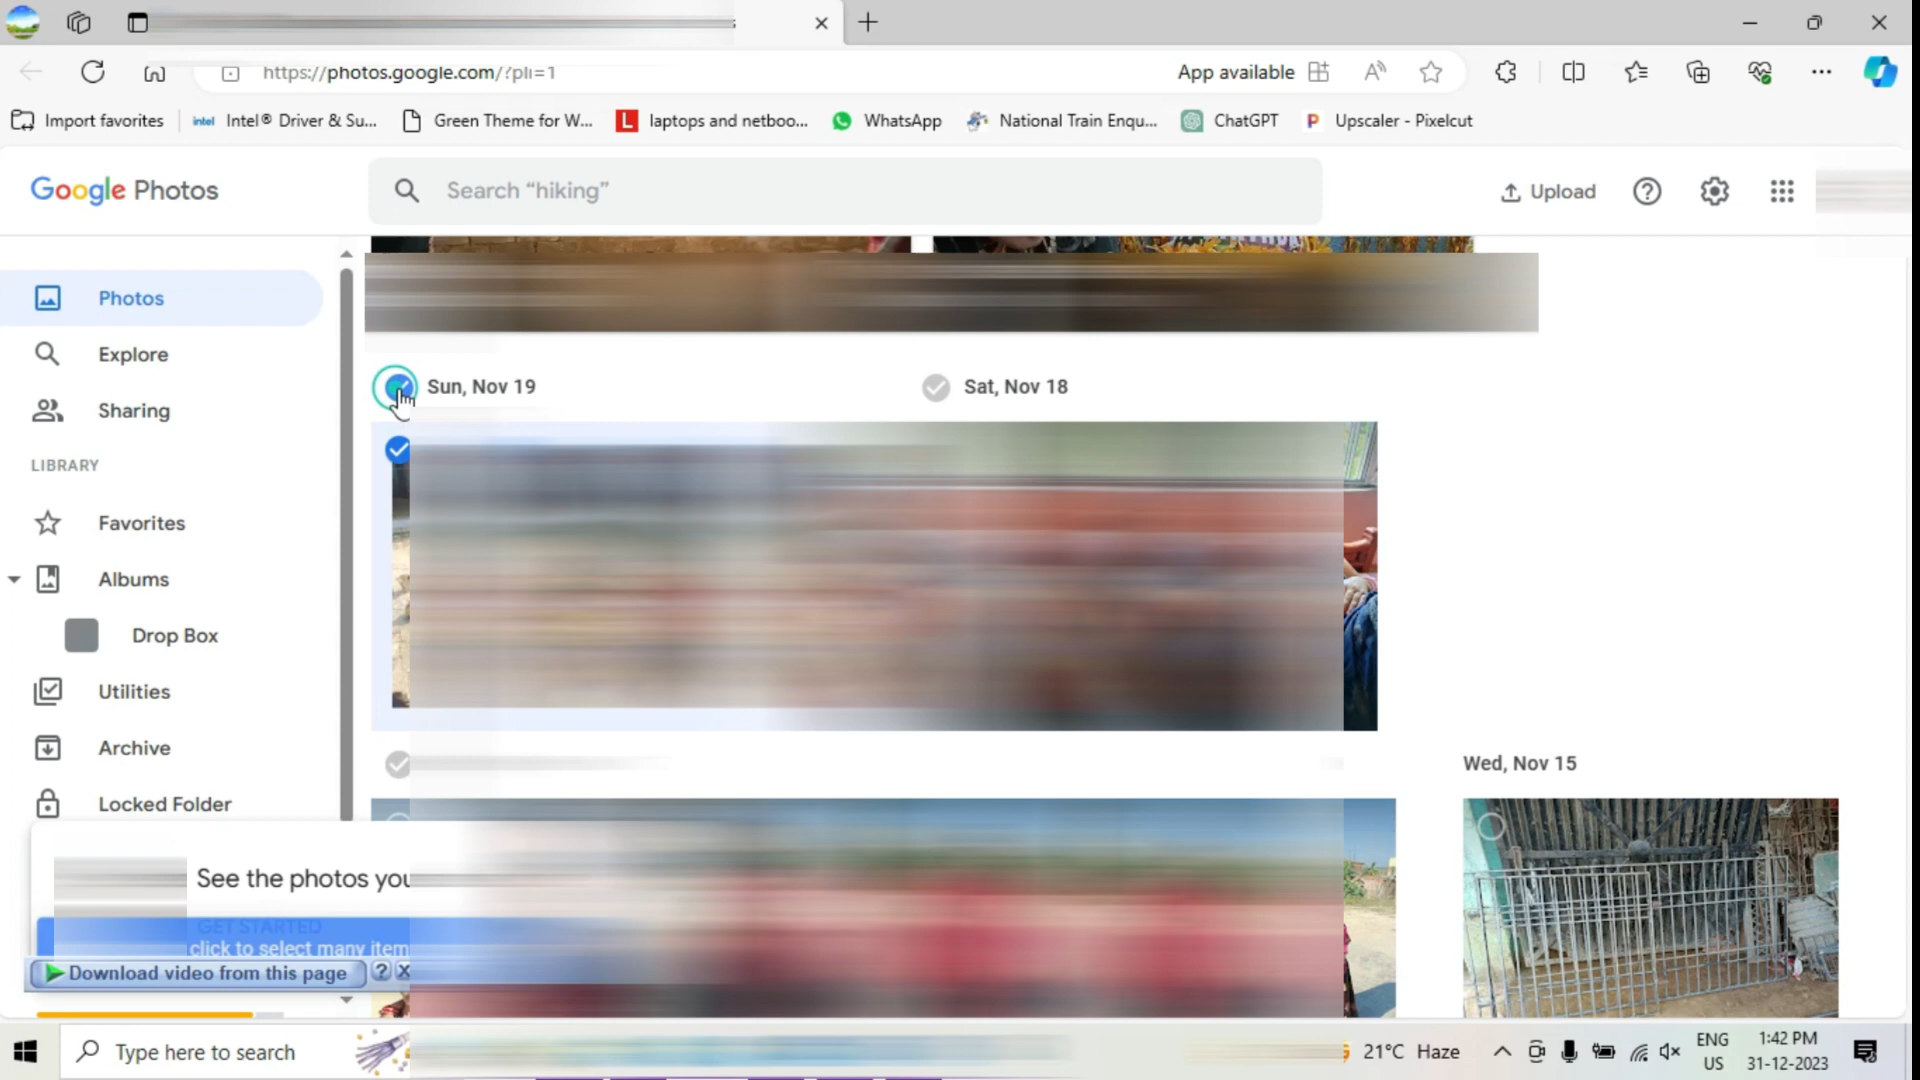 https://photos.google.com/?pli=1
App available
Import favorites
intel Intel® Driver & Su...
Green Theme for W...
L laptops and netboo...
WhatsApp
National Train Enqu...
ChatGPT
P Upscaler - Pixelcut
Google Photos
Search “hiking”
Upload
Photos
Explore
Sharing
LIBRARY
Favorites
Albums
Drop Box
Utilities
Archive
Locked Folder
Sun, Nov 19
Sat, Nov 18
Wed, Nov 15
See the photos you
GET STARTED
click to select many item
Download video from this page ? X
Type here to search
21°C Haze
ENG
US
1:42 PM
31-12-2023